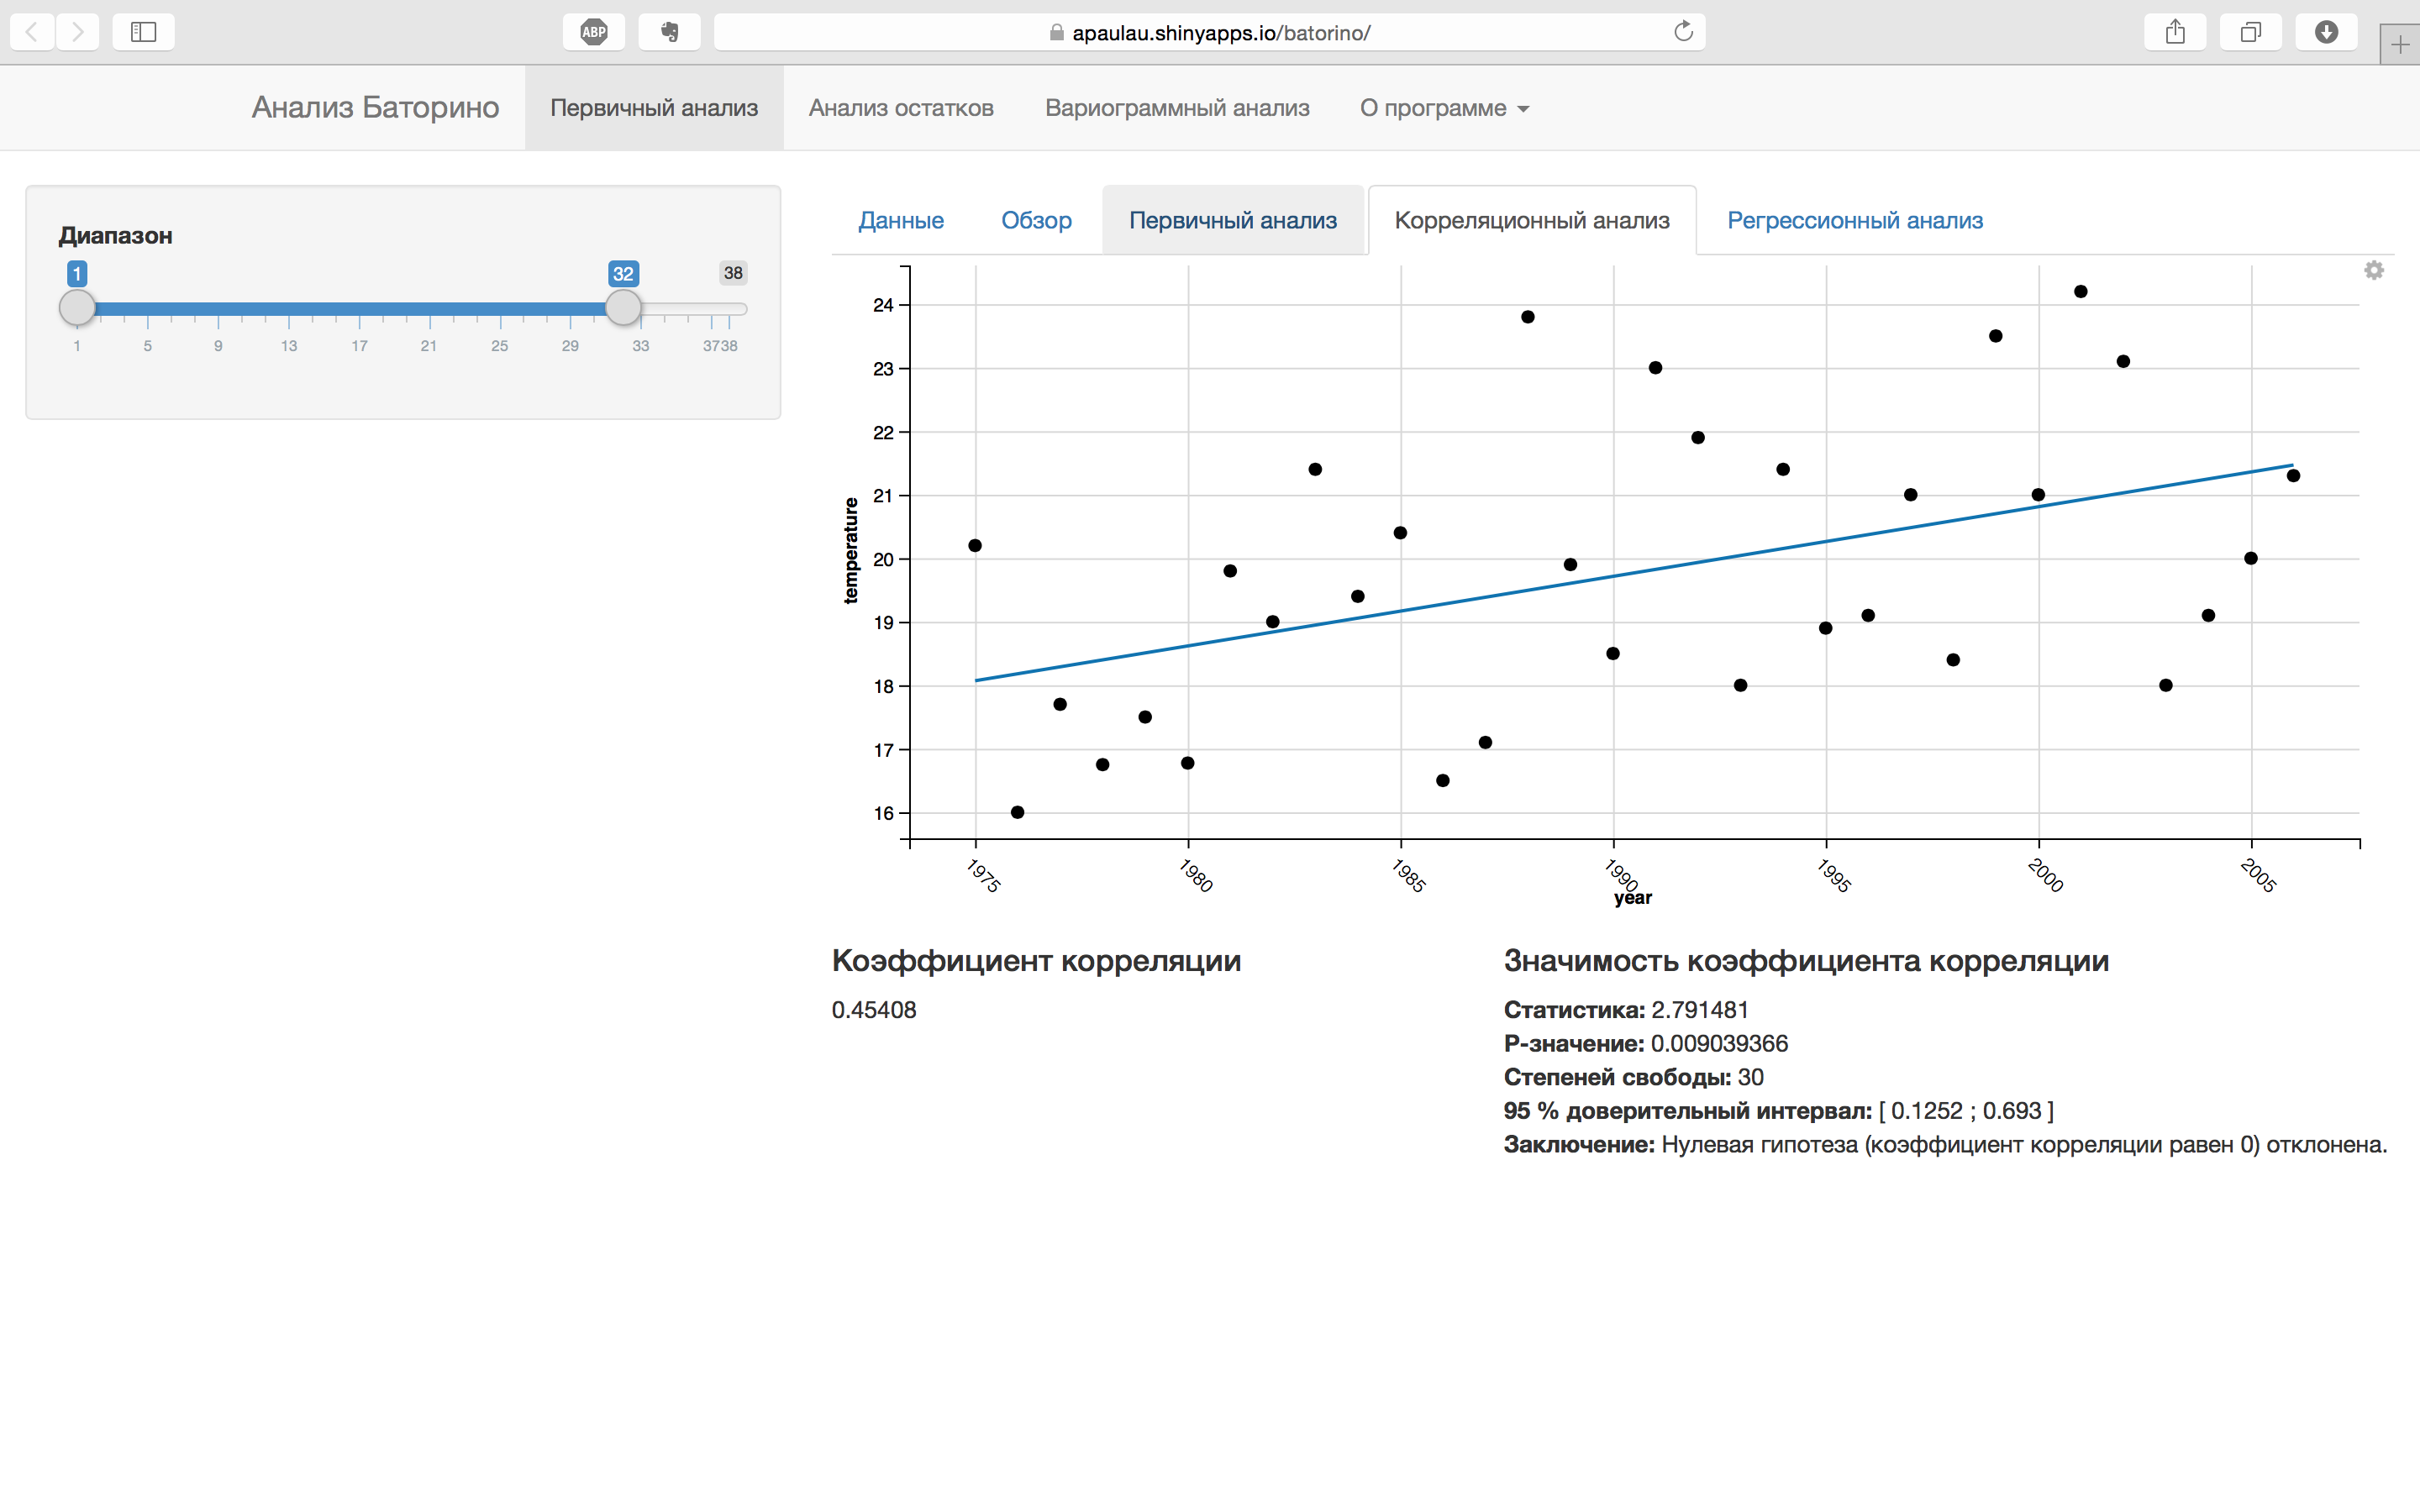 ABP
apaulau.shinyapps.io/batorino/
Анализ Баторино Первичный анализ Анализ остатков Вариограммный анализ О программе
Диапазон
1 32 38
1 5 9 13 17 21 25 29 33 37 38
Данные Обзор Первичный анализ Корреляционный анализ Регрессионный анализ
24
23
22
21
20
19
18
17
16
temperature
1975 1980 1985 1990 1995 2000 2005
year
Коэффициент корреляции
0.45408
Значимость коэффициента корреляции
Статистика: 2.791481
P-значение: 0.009039366
Степеней свободы: 30
95 % доверительный интервал: [ 0.1252 ; 0.693 ]
Заключение: Нулевая гипотеза (коэффициент корреляции равен 0) отклонена.